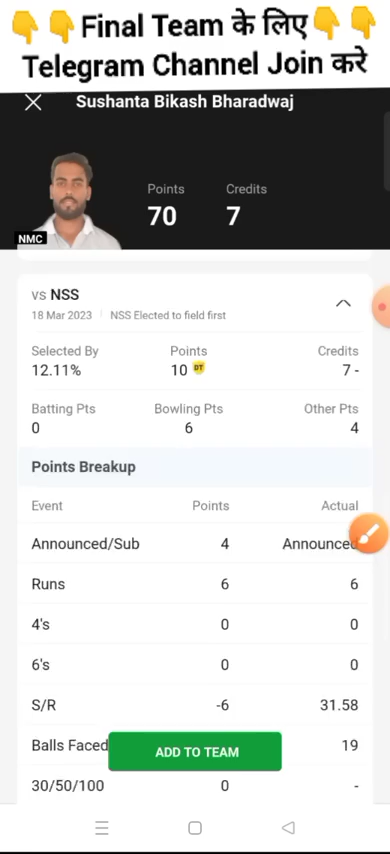 👇👇Final Team के लिए👇👇
Telegram Channel Join करे
Sushanta Bikash Bharadwaj
Points Credits
70 7
NMC
vs NSS
18 Mar 2023 | NSS Elected to field first
Selected By Points Credits
12.11% 10 DT 7 -
Batting Pts Bowling Pts Other Pts
0 6 4
Points Breakup
Event Points Actual
Announced/Sub 4 Announced
Runs 6 6
4's 0 0
6's 0 0
S/R -6 31.58
Balls Faced 19
ADD TO TEAM
30/50/100 0 -